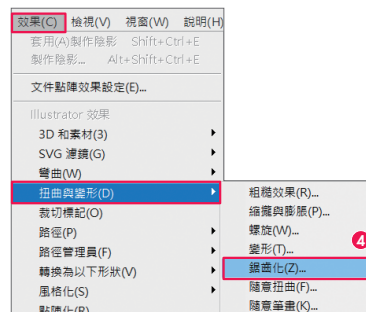 效果(C) 檢視(V) 視窗(W) 說明(H)
套用(A)製作陰影 Shift+Ctrl+E
製作陰影... Alt+Shift+Ctrl+E
文件點陣效果設定(E)...
Illustrator 效果
3D 和素材(3)
SVG 濾鏡(G)
彎曲(W)
扭曲與變形(D)
裁切標記(O)
路徑(P)
路徑管理員(F)
轉換為以下形狀(V)
風格化(S)
點陣化(R)
粗糙效果(R)...
縮攏與膨脹(P)...
螺旋(W)...
變形(T)...
4
鋸齒化(Z)...
隨意扭曲(F)...
隨意筆畫(K)...